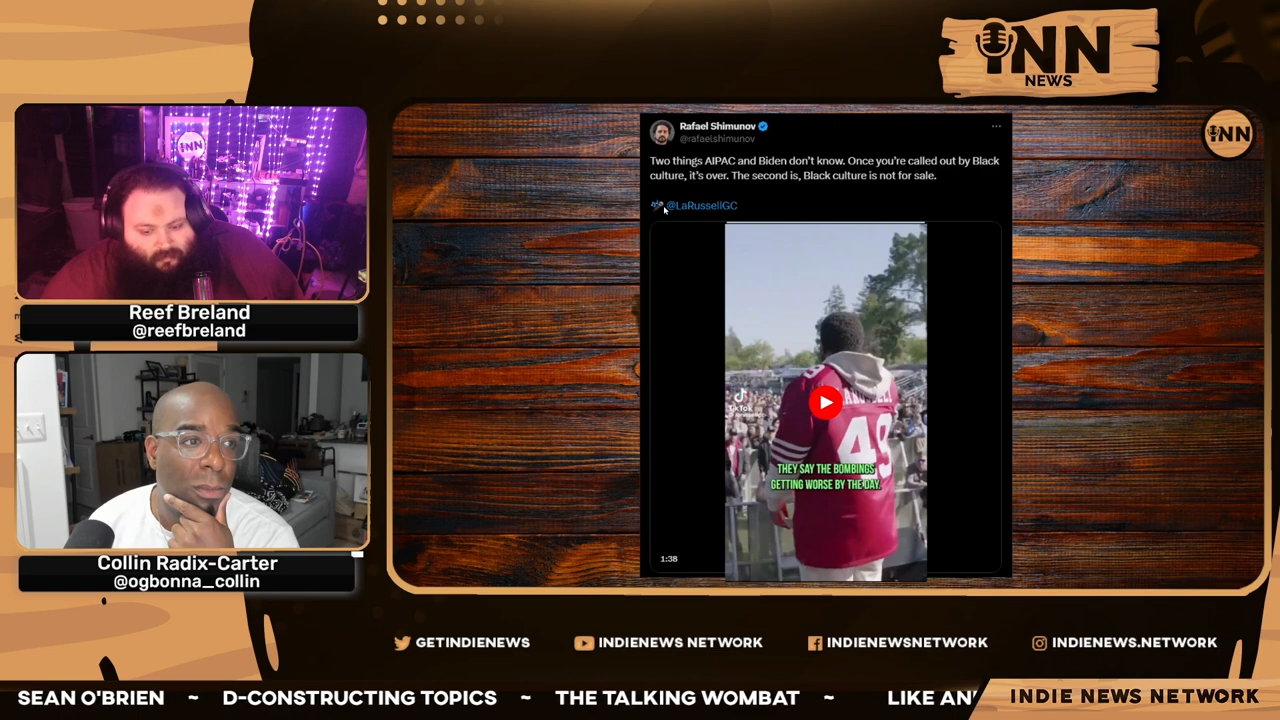 iNN
NEWS
iNN
iNN
Rafael Shimunov
@rafaelshimunov
Two things AIPAC and Biden don't know. Once you're called out by Black
culture, it's over. The second is, Black culture is not for sale.
@LaRussellGC
TikTok
49
THEY SAY THE BOMBINGS
GETTING WORSE BY THE DAY.
1:38
Reef Breland
@reefbreland
Collin Radix-Carter
@ogbonna_collin
GETINDIENEWS
INDIENEWS NETWORK
INDIENEWSNETWORK
INDIENEWS.NETWORK
SEAN O'BRIEN ~ D-CONSTRUCTING TOPICS ~ THE TALKING WOMBAT ~ LIKE AN
INDIE NEWS NETWORK